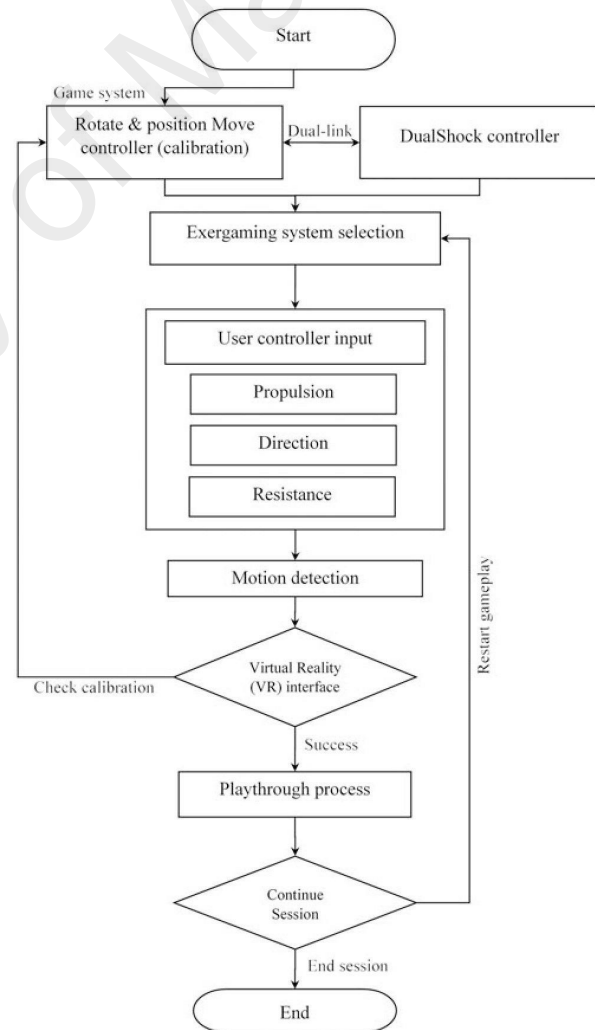 Start
Game system
Rotate & position Move
controller (calibration)
Dual-link
DualShock controller
Exergaming system selection
User controller input
Propulsion
Direction
Resistance
Motion detection
Restart gameplay
Virtual Reality
(VR) interface
Check calibration
Success
Playthrough process
Continue
Session
End session
End
of Ma